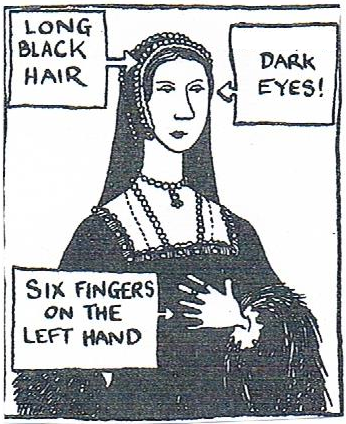 LONG
BLACK
HAIR
DARK
EYES!
SIX FINGERS
ON THE
LEFT HAND